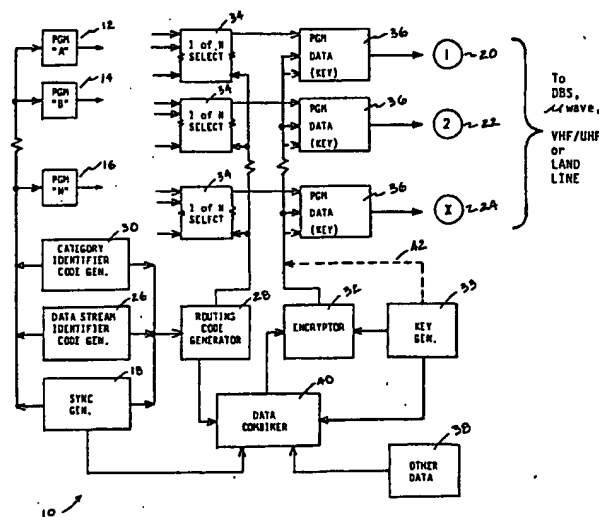 PGM "A"
12
34
1 of N SELECT
PGM DATA (KEY)
36
1
20
PGM "B"
14
34
1 of N SELECT
PGM DATA (KEY)
36
2
22
To DBS, μwave, VHF/UHF or LAND LINE
PGM "N"
16
34
1 of N SELECT
PGM DATA (KEY)
36
X
24
CATEGORY IDENTIFIER CODE GEN.
30
42
DATA STREAM IDENTIFIER CODE GEN.
26
ROUTING CODE GENERATOR
28
ENCRYPTOR
32
KEY GEN.
33
SYNC GEN.
18
DATA COMBINER
40
OTHER DATA
38
10